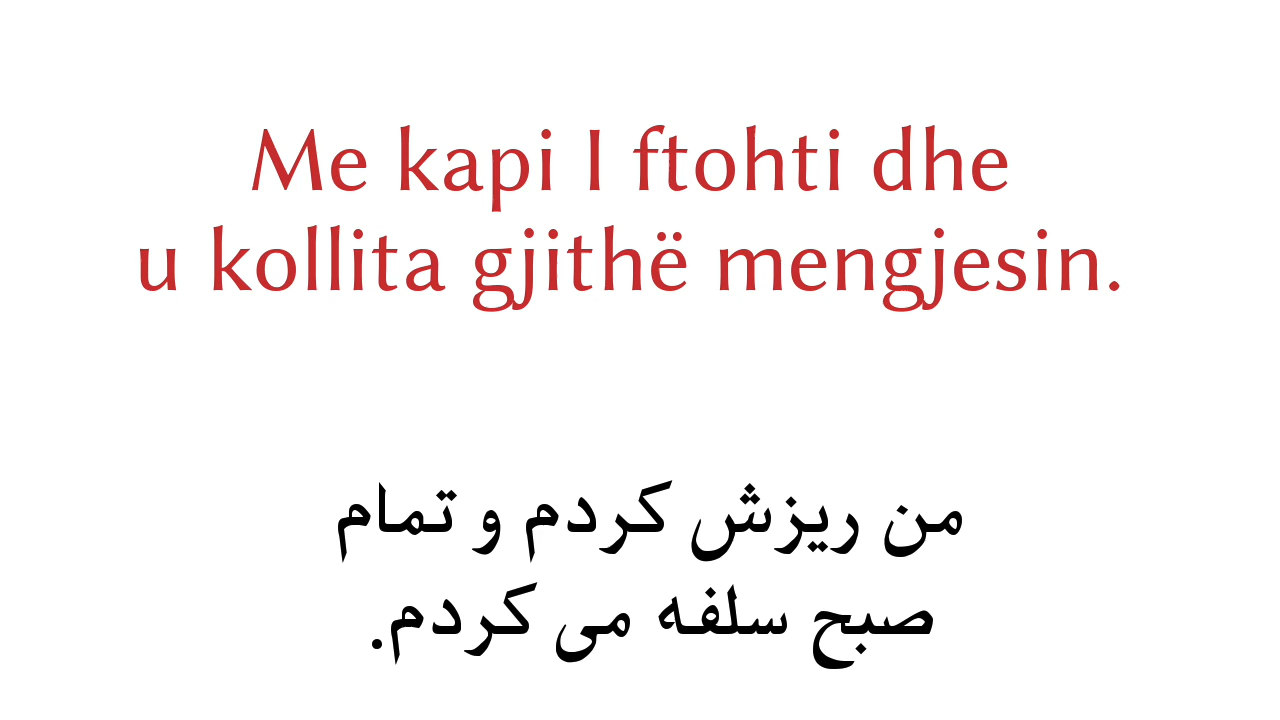 Me kapi I ftohti dhe
u kollita gjithë mengjesin.
من ریزش کردم و تمام
صبح سلفه می کردم.